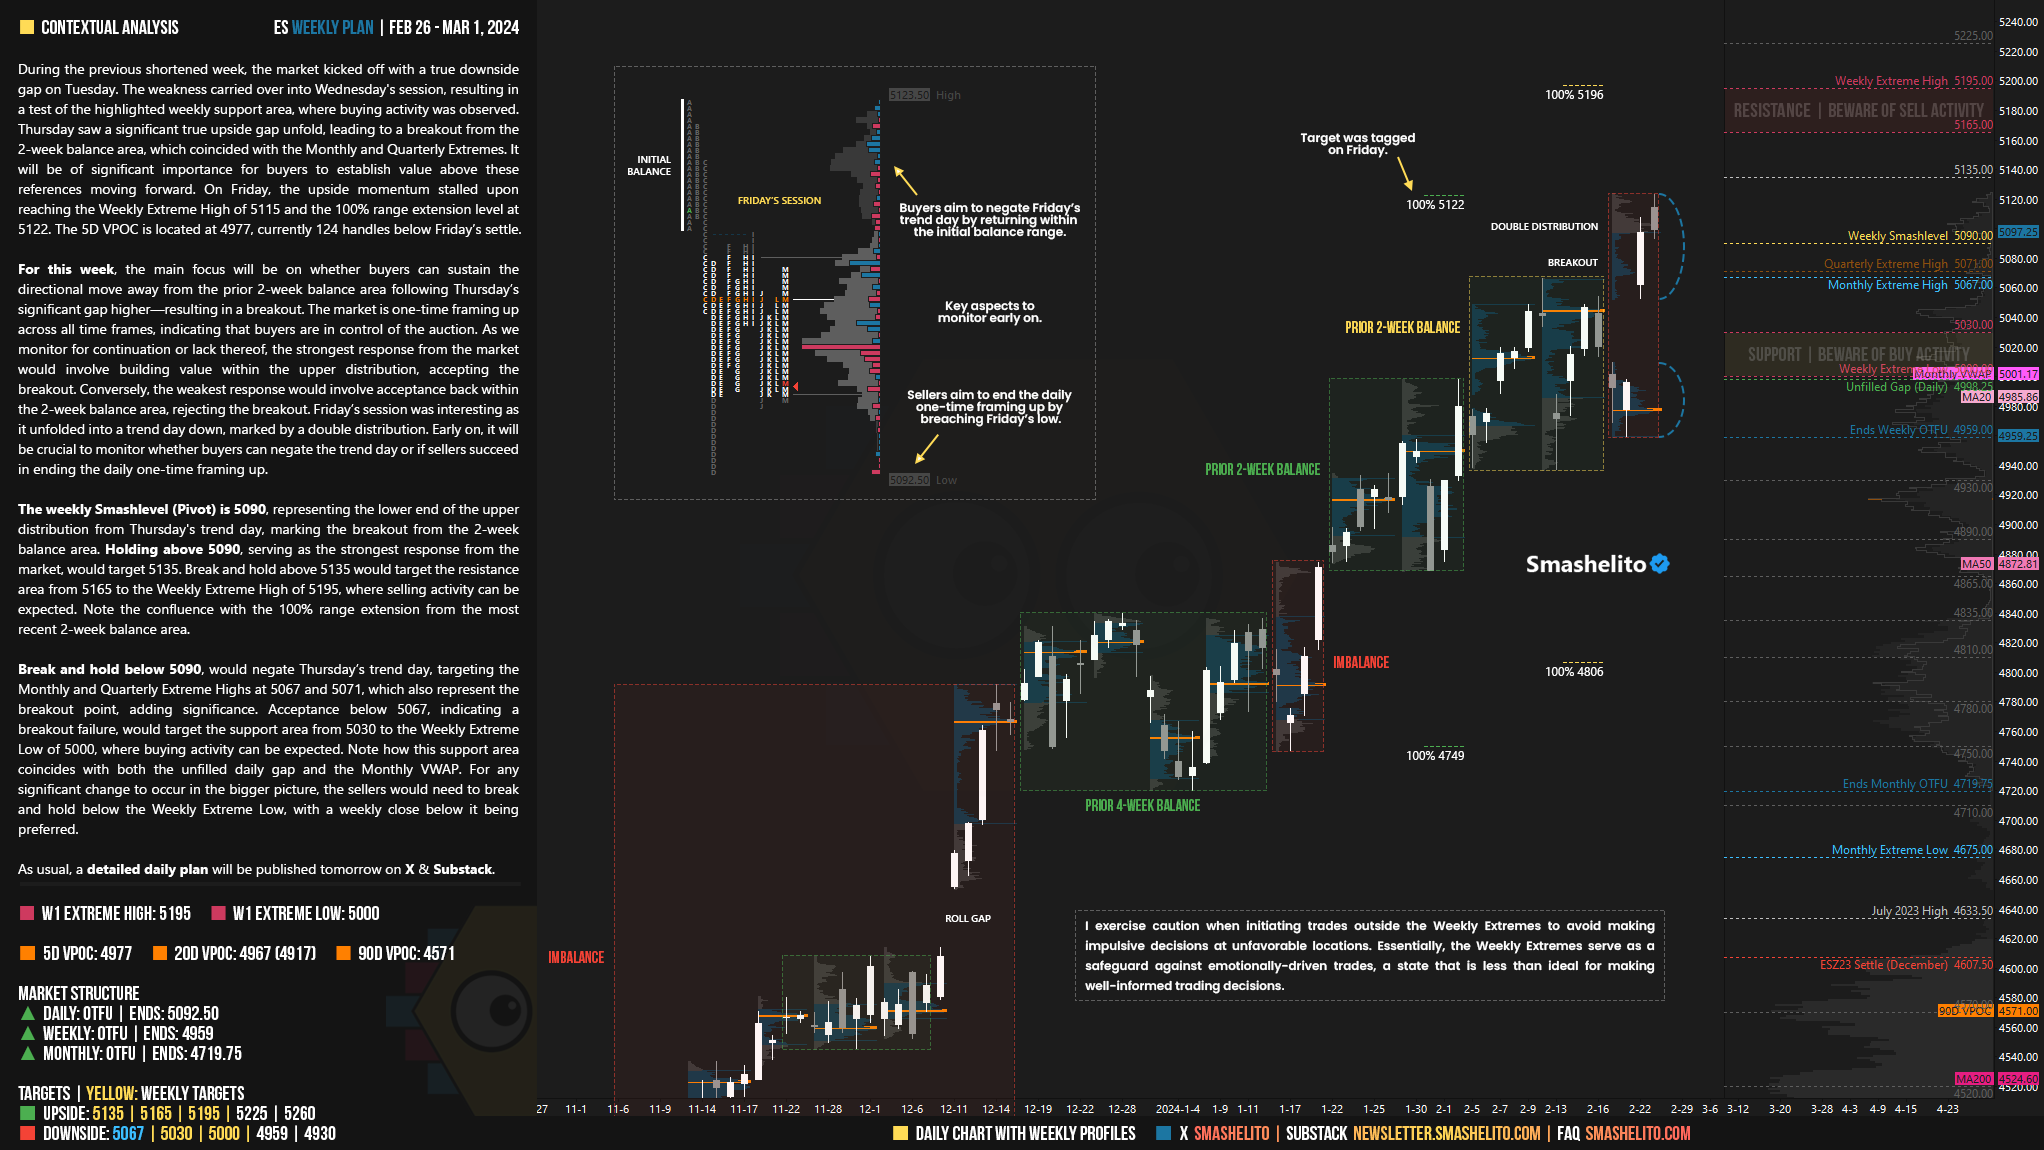 CONTEXTUAL ANALYSIS
ES WEEKLY PLAN | FEB 26 - MAR 1, 2024
During the previous shortened week, the market kicked off with a true downside
gap on Tuesday. The weakness carried over into Wednesday's session, resulting in
a test of the highlighted weekly support area, where buying activity was observed.
Thursday saw a significant true upside gap unfold, leading to a breakout from the
2-week balance area, which coincided with the Monthly and Quarterly Extremes. It
will be of significant importance for buyers to establish value above these
references moving forward. On Friday, the upside momentum stalled upon
reaching the Weekly Extreme High of 5115 and the 100% range extension level at
5122. The 5D VPOC is located at 4977, currently 124 handles below Friday's settle.
For this week, the main focus will be on whether buyers can sustain the
directional move away from the prior 2-week balance area following Thursday's
significant gap higher—resulting in a breakout. The market is one-time framing up
across all time frames, indicating that buyers are in control of the auction. As we
monitor for continuation or lack thereof, the strongest response from the market
would involve building value within the upper distribution, accepting the
breakout. Conversely, the weakest response would involve acceptance back within
the 2-week balance area, rejecting the breakout. Friday's session was interesting as
it unfolded into a trend day down, marked by a double distribution. Early on, it will
be crucial to monitor whether buyers can negate the trend day or if sellers succeed
in ending the daily one-time framing up.
The weekly Smashlevel (Pivot) is 5090, representing the lower end of the upper
distribution from Thursday's trend day, marking the breakout from the 2-week
balance area. Holding above 5090, serving as the strongest response from the
market, would target 5135. Break and hold above 5135 would target the resistance
area from 5165 to the Weekly Extreme High of 5195, where selling activity can be
expected. Note the confluence with the 100% range extension from the most
recent 2-week balance area.
Break and hold below 5090, would negate Thursday's trend day, targeting the
Monthly and Quarterly Extreme Highs at 5067 and 5071, which also represent the
breakout point, adding significance. Acceptance below 5067, indicating a
breakout failure, would target the support area from 5030 to the Weekly Extreme
Low of 5000, where buying activity can be expected. Note how this support area
coincides with both the unfilled daily gap and the Monthly VWAP. For any
significant change to occur in the bigger picture, the sellers would need to break
and hold below the Weekly Extreme Low, with a weekly close below it being
preferred.
As usual, a detailed daily plan will be published tomorrow on X & Substack.
W1 EXTREME HIGH: 5195 W1 EXTREME LOW: 5000
5D VPOC: 4977 20D VPOC: 4967 (4917) 90D VPOC: 4571
MARKET STRUCTURE
DAILY: OTFU | ENDS: 5092.50
WEEKLY: OTFU | ENDS: 4959
MONTHLY: OTFU | ENDS: 4719.75
TARGETS | YELLOW: WEEKLY TARGETS
UPSIDE: 5135 | 5165 | 5195 | 5225 | 5260
DOWNSIDE: 5067 | 5030 | 5000 | 4959 | 4930
5123.50 High
INITIAL
BALANCE
FRIDAY'S SESSION
Buyers aim to negate Friday's
trend day by returning within
the initial balance range.
Key aspects to
monitor early on.
Sellers aim to end the daily
one-time framing up by
breaching Friday's low.
5092.50 Low
100% 5196
Target was tagged
on Friday.
100% 5122
DOUBLE DISTRIBUTION
BREAKOUT
PRIOR 2-WEEK BALANCE
PRIOR 2-WEEK BALANCE
Smashelito
IMBALANCE
100% 4806
100% 4749
PRIOR 4-WEEK BALANCE
ROLL GAP
IMBALANCE
I exercise caution when initiating trades outside the Weekly Extremes to avoid making
impulsive decisions at unfavorable locations. Essentially, the Weekly Extremes serve as a
safeguard against emotionally-driven trades, a state that is less than ideal for making
well-informed trading decisions.
5225.00
Weekly Extreme High 5195.00
RESISTANCE | BEWARE OF SELL ACTIVITY
5165.00
5135.00
Weekly Smashlevel 5090.00
Quarterly Extreme High 5071.00
Monthly Extreme High 5067.00
5030.00
SUPPORT | BEWARE OF BUY ACTIVITY
Weekly Extreme
Monthly VWAP 5001.17
Unfilled Gap (Daily) 4998.25
MA20 4985.86
Ends Weekly OTFU 4959.00
4930.00
4890.00
MA50 4872.81
4865.00
4835.00
4810.00
4780.00
4750.00
Ends Monthly OTFU 4719.75
4710.00
Monthly Extreme Low 4675.00
July 2023 High 4633.50
ESZ23 Settle (December) 4607.50
90D VPOC 4571.00
MA200 4524.60
4520.00
5240.00
5220.00
5200.00
5180.00
5160.00
5140.00
5120.00
5097.25
5080.00
5060.00
5040.00
5020.00
4980.00
4959.25
4940.00
4920.00
4900.00
4880.00
4860.00
4840.00
4820.00
4800.00
4780.00
4760.00
4740.00
4720.00
4700.00
4680.00
4660.00
4640.00
4620.00
4600.00
4580.00
4560.00
4540.00
4520.00
27 11-1 11-6 11-9 11-14 11-17 11-22 11-28 12-1 12-6 12-11 12-14 12-19 12-22 12-28 2024-1-4 1-9 1-11 1-17 1-22 1-25 1-30 2-1 2-5 2-7 2-9 2-13 2-16 2-22 2-29 3-6 3-12 3-20 3-28 4-3 4-9 4-15 4-23
DAILY CHART WITH WEEKLY PROFILES X SMASHELITO | SUBSTACK NEWSLETTER.SMASHELITO.COM | FAQ SMASHELITO.COM